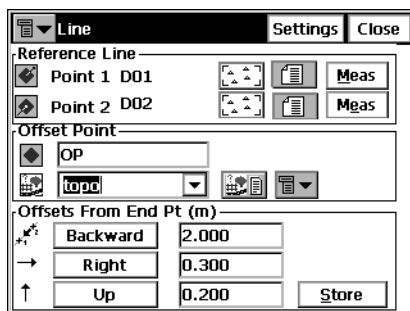 Line Settings Close
Reference Line
Point 1 D01 Meas
Point 2 D02 Meas
Offset Point
OP
topo
Offsets From End Pt (m)
Backward 2.000
Right 0.300
Up 0.200 Store